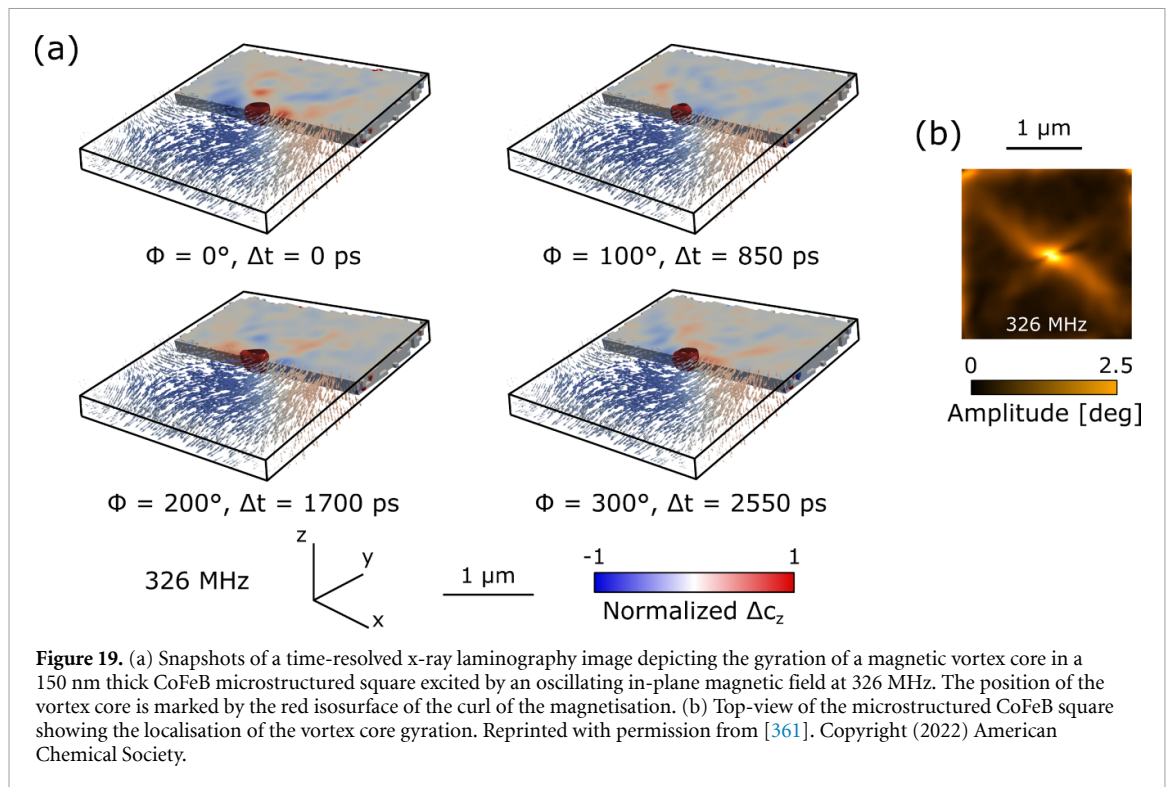 (a)
(b)
1 μm
Φ = 0°, Δt = 0 ps
Φ = 100°, Δt = 850 ps
326 MHz
0 2.5
Amplitude [deg]
Φ = 200°, Δt = 1700 ps
Φ = 300°, Δt = 2550 ps
z
y
x
326 MHz
1 μm
-1 1
Normalized Δc_z
Figure 19. (a) Snapshots of a time-resolved x-ray laminography image depicting the gyration of a magnetic vortex core in a
150 nm thick CoFeB microstructured square excited by an oscillating in-plane magnetic field at 326 MHz. The position of the
vortex core is marked by the red isosurface of the curl of the magnetisation. (b) Top-view of the microstructured CoFeB square
showing the localisation of the vortex core gyration. Reprinted with permission from [361]. Copyright (2022) American
Chemical Society.